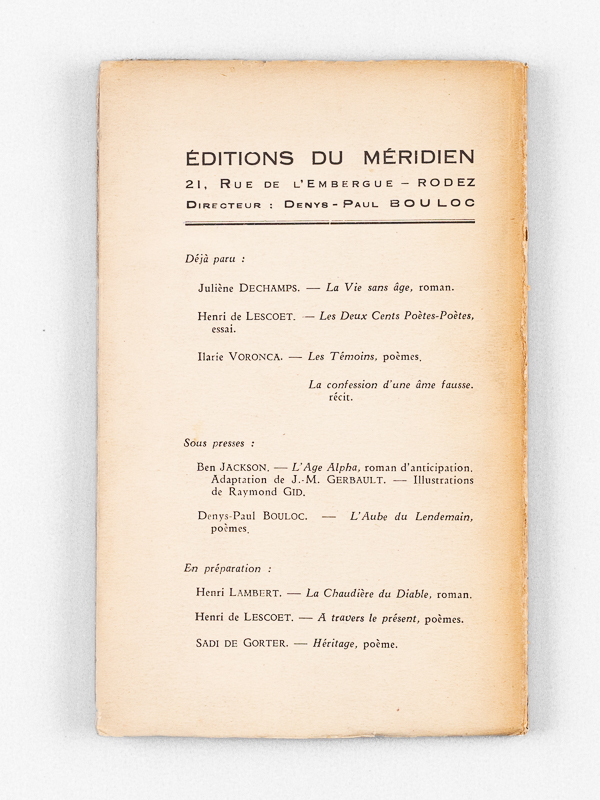 ÉDITIONS DU MÉRIDIEN
21, RUE DE L'EMBERGUE – RODEZ
DIRECTEUR : DENYS-PAUL BOULOC
Déjà paru :
Juliène DECHAMPS. — La Vie sans âge, roman.
Henri de LESCOET. — Les Deux Cents Poètes-Poètes,
essai.
Ilarie VORONCA. — Les Témoins, poèmes.
La confession d'une âme fausse.
récit.
Sous presses :
Ben JACKSON. — L'Age Alpha, roman d'anticipation.
Adaptation de J.-M. GERBAULT. — Illustrations
de Raymond GID.
Denys-Paul BOULOC. — L'Aube du Lendemain,
poèmes.
En préparation :
Henri LAMBERT. — La Chaudière du Diable, roman.
Henri de LESCOET. — A travers le présent, poèmes.
SADI DE GORTER. — Héritage, poème.